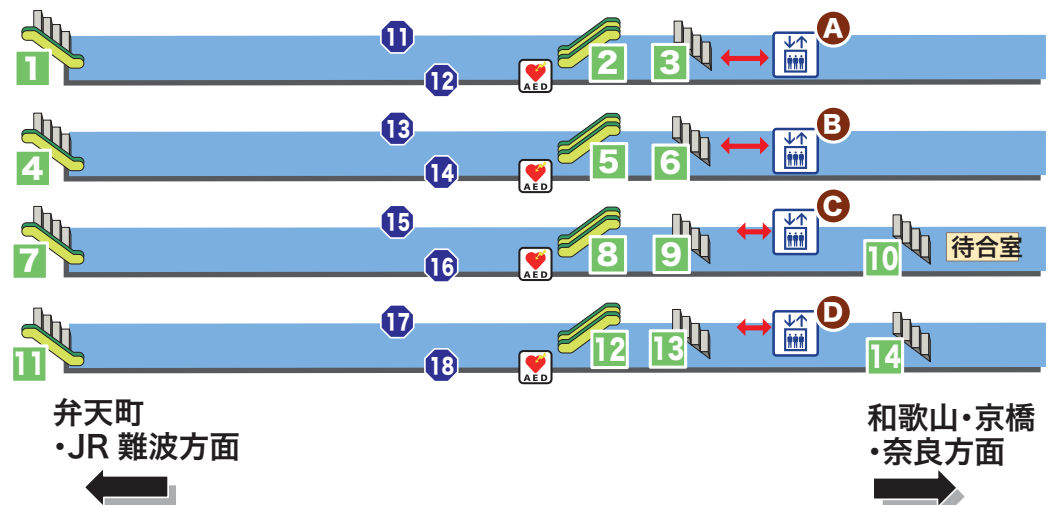 11 A
1 2 3
12 AED
13 B
4 5 6
14 AED
15 C
7 8 9 10 待合室
16 AED
17 D
11 12 13 14
18 AED
弁天町
・JR 難波方面
和歌山・京橋
・奈良方面